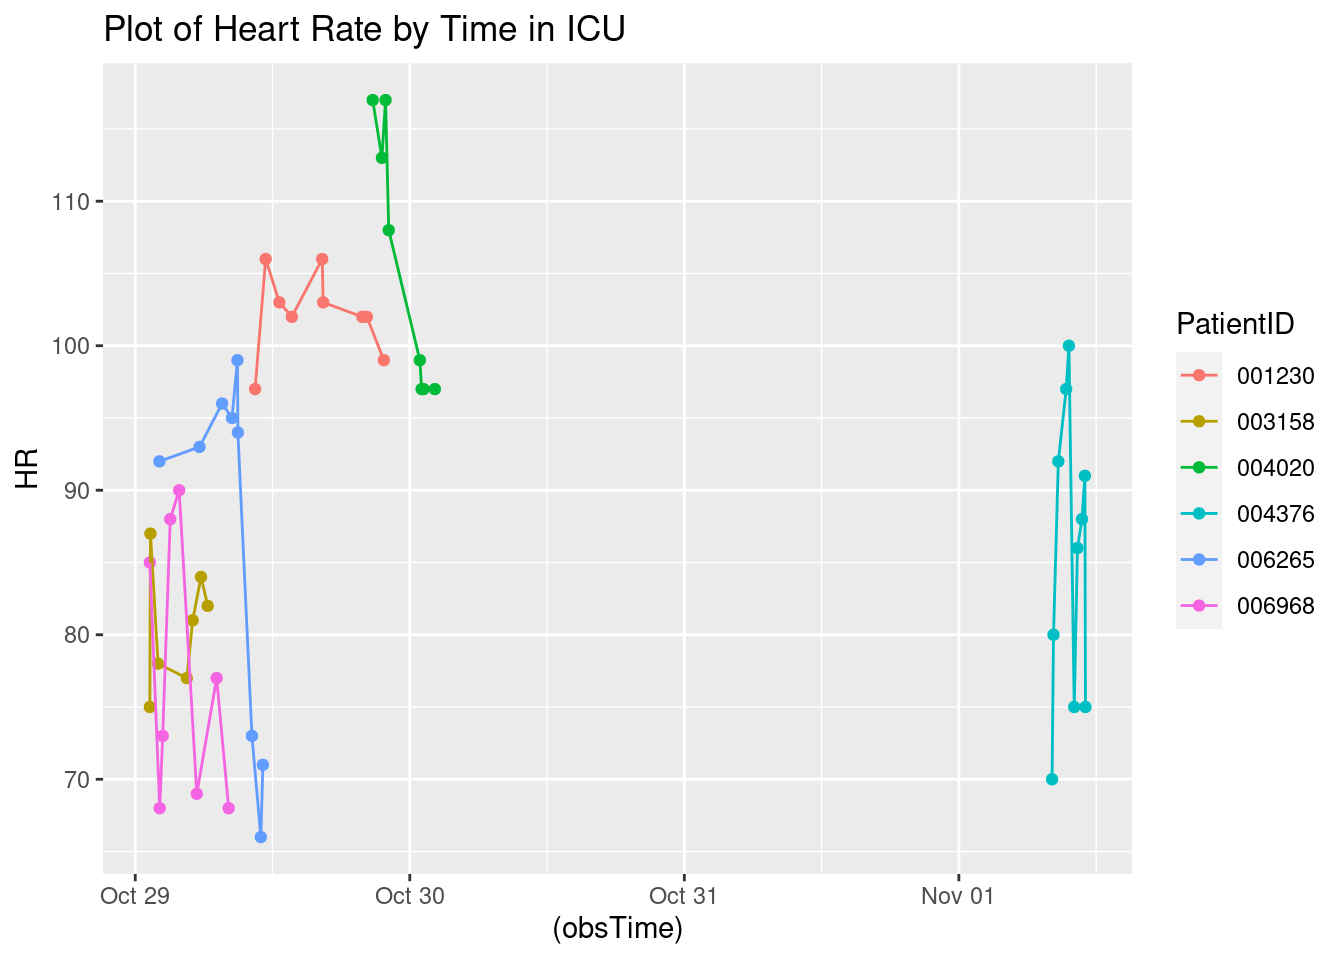 Plot of Heart Rate by Time in ICU
HR
110
100
90
80
70
Oct 29
Oct 30
Oct 31
Nov 01
(obsTime)
PatientID
001230
003158
004020
004376
006265
006968